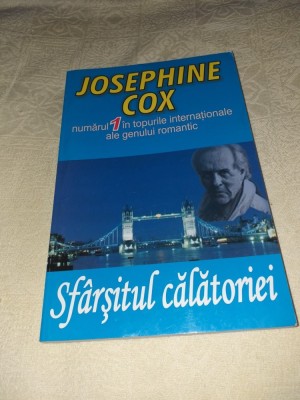 JOSEPHINE
COX
numărul 1 în topurile internaționale
ale genului romantic
Sfârșitul călătoriei